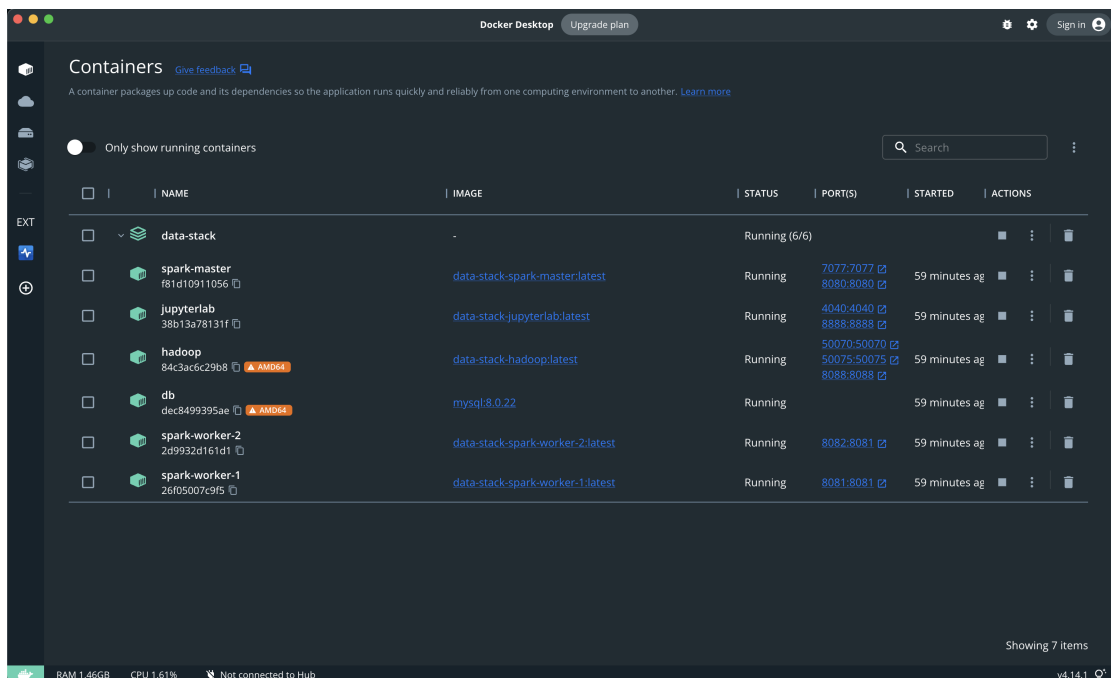 Docker Desktop Upgrade plan Sign in
Containers Give feedback
A container packages up code and its dependencies so the application runs quickly and reliably from one computing environment to another. Learn more
Only show running containers Search
NAME IMAGE STATUS PORT(S) STARTED ACTIONS
EXT
data-stack - Running (6/6)
spark-master
f81d10911056
data-stack-spark-master:latest Running
7077:7077
8080:8080
59 minutes ag
jupyterlab
38b13a78131f
data-stack-jupyterlab:latest Running
4040:4040
8888:8888
59 minutes ag
hadoop
84c3ac6c29b8 AMD64
data-stack-hadoop:latest Running
50070:50070
50075:50075
8088:8088
59 minutes ag
db
dec8499395ae AMD64
mysql:8.0.22 Running 59 minutes ag
spark-worker-2
2d9932d161d1
data-stack-spark-worker-2:latest Running 8082:8081 59 minutes ag
spark-worker-1
26f05007c9f5
data-stack-spark-worker-1:latest Running 8081:8081 59 minutes ag
Showing 7 items
RAM 1.46GB CPU 1.61% Not connected to Hub v4.14.1